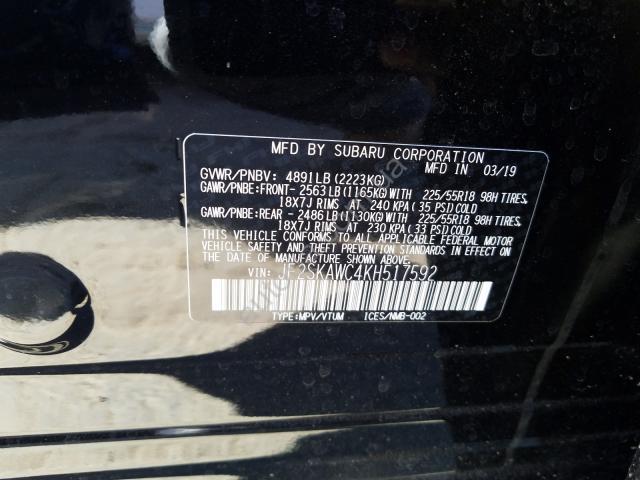 MFD BY SUBARU CORPORATION
MFD IN 03/19
GVWR/PNBV: 4891LB(2223KG)
GAWR/PNBE:FRONT- 2563LB(1165KG)WITH 225/55R18 98H TIRES,
18X7J RIMS AT 240 KPA(35 PSI)COLD
GAWR/PNBE:REAR - 2486LB(1130KG)WITH 225/55R18 98H TIRES,
18X7J RIMS AT 230 KPA(33 PSI)COLD
THIS VEHICLE CONFORMS TO ALL APPLICABLE FEDERAL MOTOR
VEHICLE SAFETY AND THEFT PREVENTION STANDARDS IN EFFECT ON
THE DATE OF MANUFACTURE SHOWN ABOVE.
VIN: JF2SKAWC4KH517592
TYPE:MPV/VTUM ICES/NMB-002